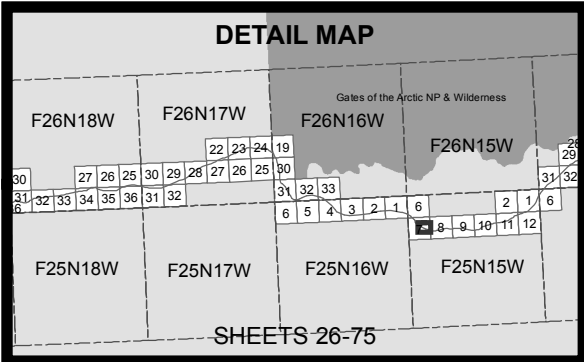 DETAIL MAP
Gates of the Arctic NP & Wilderness
F26N18W F26N17W F26N16W F26N15W
22 23 24 19 28
30 27 26 25 30 29 28 27 26 25 30 29
31 32 33 34 35 36 31 32 31 32 33 31 32
6 6 5 4 3 2 1 6 2 1 6
7 8 9 10 11 12
F25N18W F25N17W F25N16W F25N15W
SHEETS 26-75